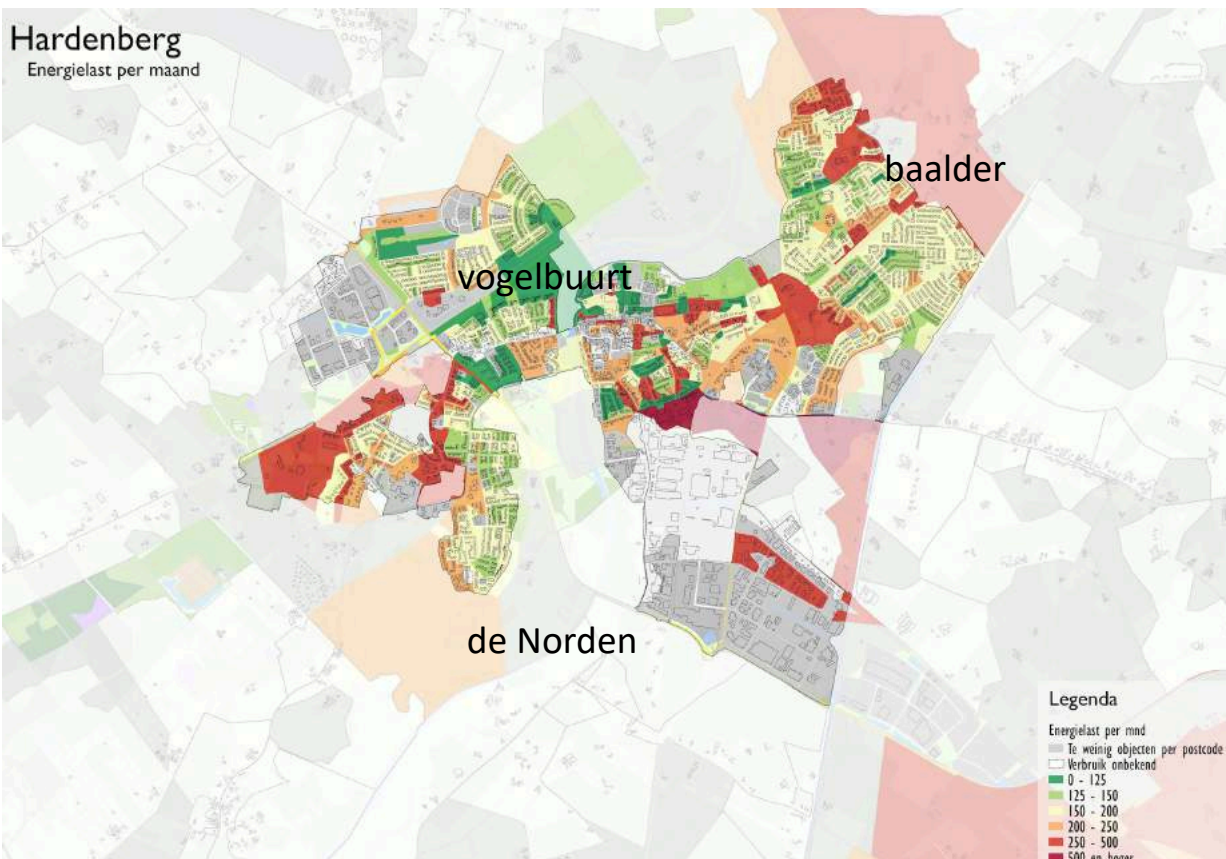 Hardenberg
Energielast per maand
baalder
vogelbuurt
de Norden
Legenda
Energielast per mnd
Te weinig objecten per postcode
Verbruik onbekend
0 - 125
125 - 150
150 - 200
200 - 250
250 - 500
500 en hoger